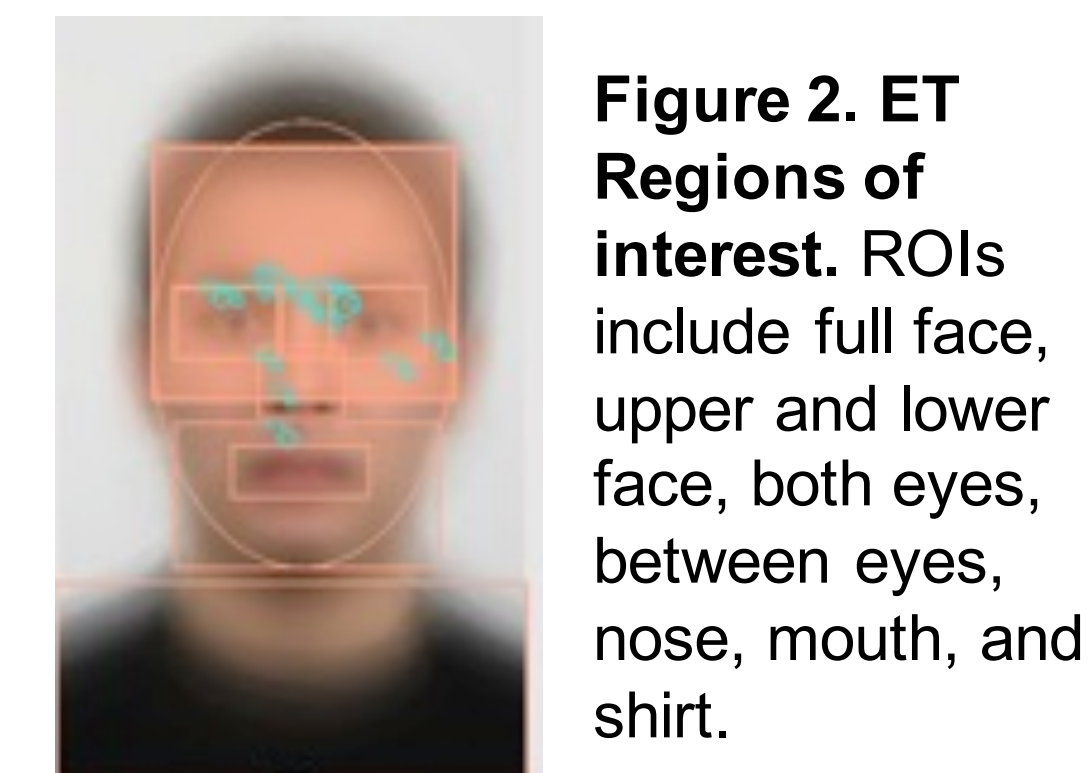 Figure 2. ET
Regions of
interest. ROIs
include full face,
upper and lower
face, both eyes,
between eyes,
nose, mouth, and
shirt.